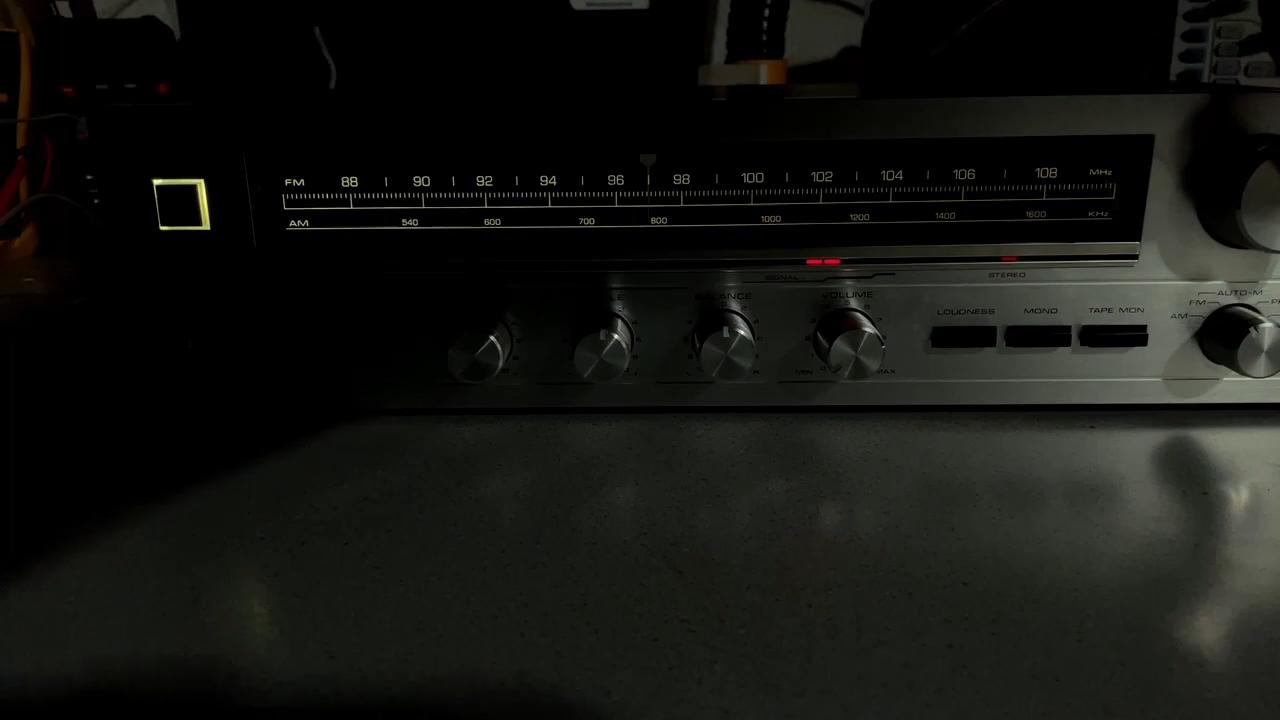 FM 88 90 92 94 96 98 100 102 104 106 108 MHz
AM 540 600 700 800 1000 1200 1400 1600 KHz
SIGNAL STEREO
BALANCE VOLUME LOUDNESS MONO TAPE MON
AUTO-M
FM
AM
MIN MAX